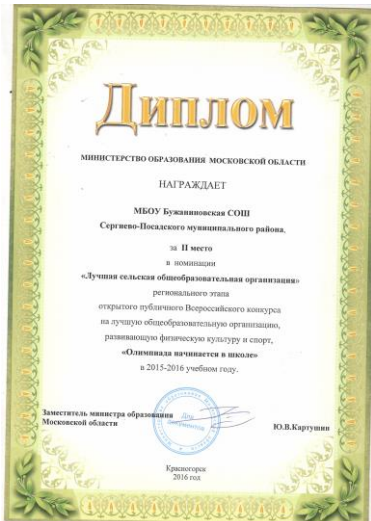 Диплом
МИНИСТЕРСТВО ОБРАЗОВАНИЯ МОСКОВСКОЙ ОБЛАСТИ
НАГРАЖДАЕТ
МБОУ Бужаниновская СОШ
Сергиево-Посадского муниципального района,
за II место
в номинации
«Лучшая сельская общеобразовательная организация»
регионального этапа
открытого публичного Всероссийского конкурса
на лучшую общеобразовательную организацию,
развивающую физическую культуру и спорт,
«Олимпиада начинается в школе»
в 2015-2016 учебном году.
Заместитель министра образования
Московской области
Для
документов
Ю.В.Картушин
Красногорск
2016 год